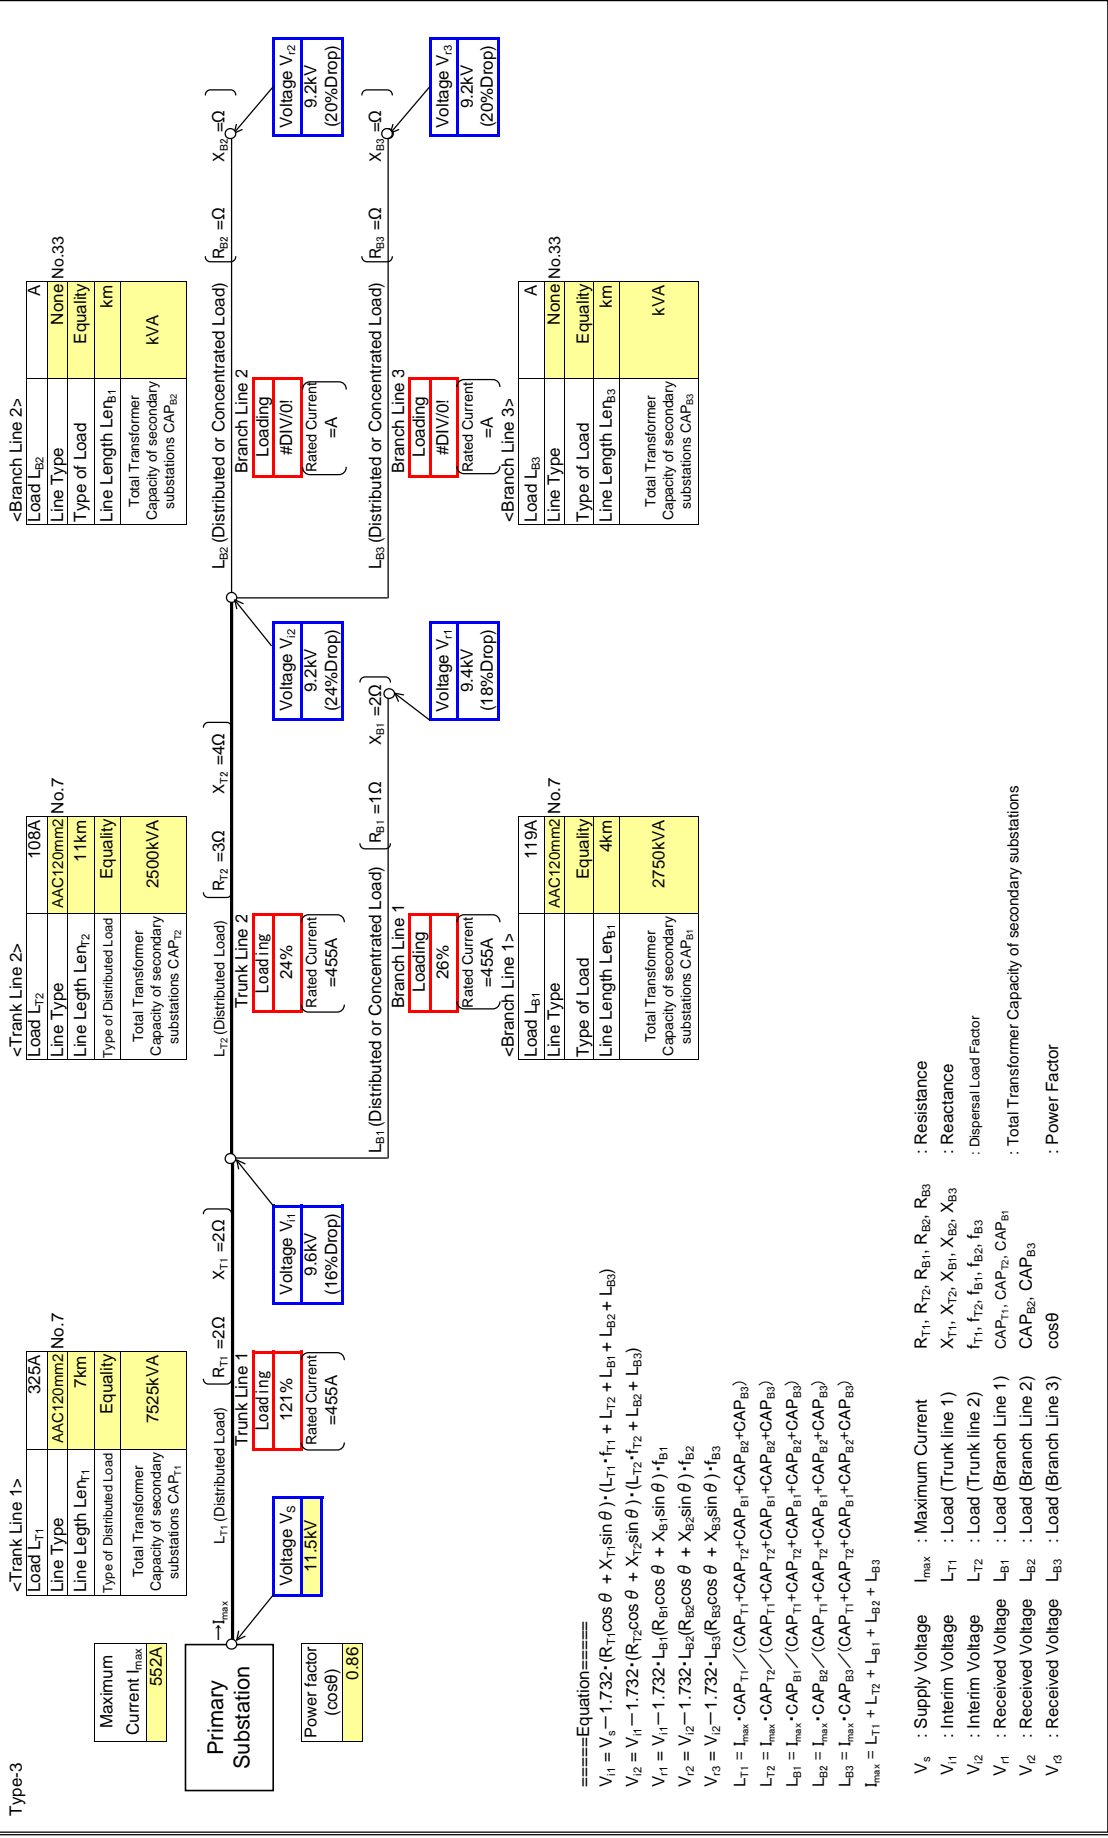 Type-3
Maximum
Current Imax
552A
Primary
Substation
→Imax
Power factor
(cosθ)
0.86
Voltage VS
11.5kV
<Trank Line 1>
Load LT1 325A
Line Type AAC120mm2 No.7
Line Length LenT1 7km
Type of Distributed Load Equality
Total Transformer
Capacity of secondary
substations CAPT1
7525kVA
LT1 (Distributed Load) RT1 =2Ω XT1 =2Ω
Trunk Line 1
Loading
121%
Rated Current
=455A
Voltage Vi1
9.6kV
(16%Drop)
<Trank Line 2>
Load LT2 108A
Line Type AAC120mm2 No.7
Line Legth LenT2 11km
Type of Distributed Load Equality
Total Transformer
Capacity of secondary
substations CAPT2
2500kVA
LT2 (Distributed Load) RT2 =3Ω XT2 =4Ω
Trunk Line 2
Loading
24%
Rated Current
=455A
Voltage Vi2
9.2kV
(24%Drop)
LB1 (Distributed or Concentrated Load) RB1 =1Ω XB1 =2Ω
Branch Line 1
Loading
26%
Rated Current
=455A
Voltage Vr1
9.4kV
(18%Drop)
<Branch Line 1>
Load LB1 119A
Line Type AAC120mm2 No.7
Type of Load Equality
Line Length LenB1 4km
Total Transformer
Capacity of secondary
substations CAPB1
2750kVA
<Branch Line 2>
Load LB2 A
Line Type None No.33
Type of Load Equality
Line Length LenB1 km
Total Transformer
Capacity of secondary
substations CAPB2
kVA
LB2 (Distributed or Concentrated Load) RB2 =Ω XB2 =Ω
Branch Line 2
Loading
#DIV/0!
Rated Current
=A
Voltage Vr2
9.2kV
(20%Drop)
LB3 (Distributed or Concentrated Load) RB3 =Ω XB3 =Ω
Branch Line 3
Loading
#DIV/0!
Rated Current
=A
Voltage Vr3
9.2kV
(20%Drop)
<Branch Line 3>
Load LB3 A
Line Type None No.33
Type of Load Equality
Line Length LenB3 km
Total Transformer
Capacity of secondary
substations CAPB3
kVA
=====Equation=====
Vi1 = Vs－1.732・(RT1cos θ + XT1sin θ)・(LT1・fT1 + LT2 + LB1 + LB2 + LB3)
Vi2 = Vi1－1.732・(RT2cos θ + XT2sin θ)・(LT2・fT2 + LB2 + LB3)
Vr1 = Vi1－1.732・LB1(RB1cos θ + XB1sin θ)・fB1
Vr2 = Vi2－1.732・LB2(RB2cos θ + XB2sin θ)・fB2
Vr3 = Vi2－1.732・LB3(RB3cos θ + XB3sin θ)・fB3
LT1 = Imax・CAPT1／(CAPT1+CAPT2+CAPB1+CAPB2+CAPB3)
LT2 = Imax・CAPT2／(CAPT1+CAPT2+CAPB1+CAPB2+CAPB3)
LB1 = Imax・CAPB1／(CAPT1+CAPT2+CAPB1+CAPB2+CAPB3)
LB2 = Imax・CAPB2／(CAPT1+CAPT2+CAPB1+CAPB2+CAPB3)
LB3 = Imax・CAPB3／(CAPT1+CAPT2+CAPB1+CAPB2+CAPB3)
Imax = LT1 + LT2 + LB1 + LB2 + LB3
Vs : Supply Voltage Imax : Maximum Current RT1, RT2, RB1, RB2, RB3 : Resistance
Vi1 : Interim Voltage LT1 : Load (Trunk line 1) XT1, XT2, XB1, XB2, XB3 : Reactance
Vi2 : Interim Voltage LT2 : Load (Trunk line 2) fT1, fT2, fB1, fB2, fB3 : Dispersal Load Factor
Vr1 : Received Voltage LB1 : Load (Branch Line 1) CAPT1, CAPT2, CAPB1 : Total Transformer Capacity of secondary substations
Vr2 : Received Voltage LB2 : Load (Branch Line 2) CAPB2, CAPB3
Vr3 : Received Voltage LB3 : Load (Branch Line 3) cosθ : Power Factor